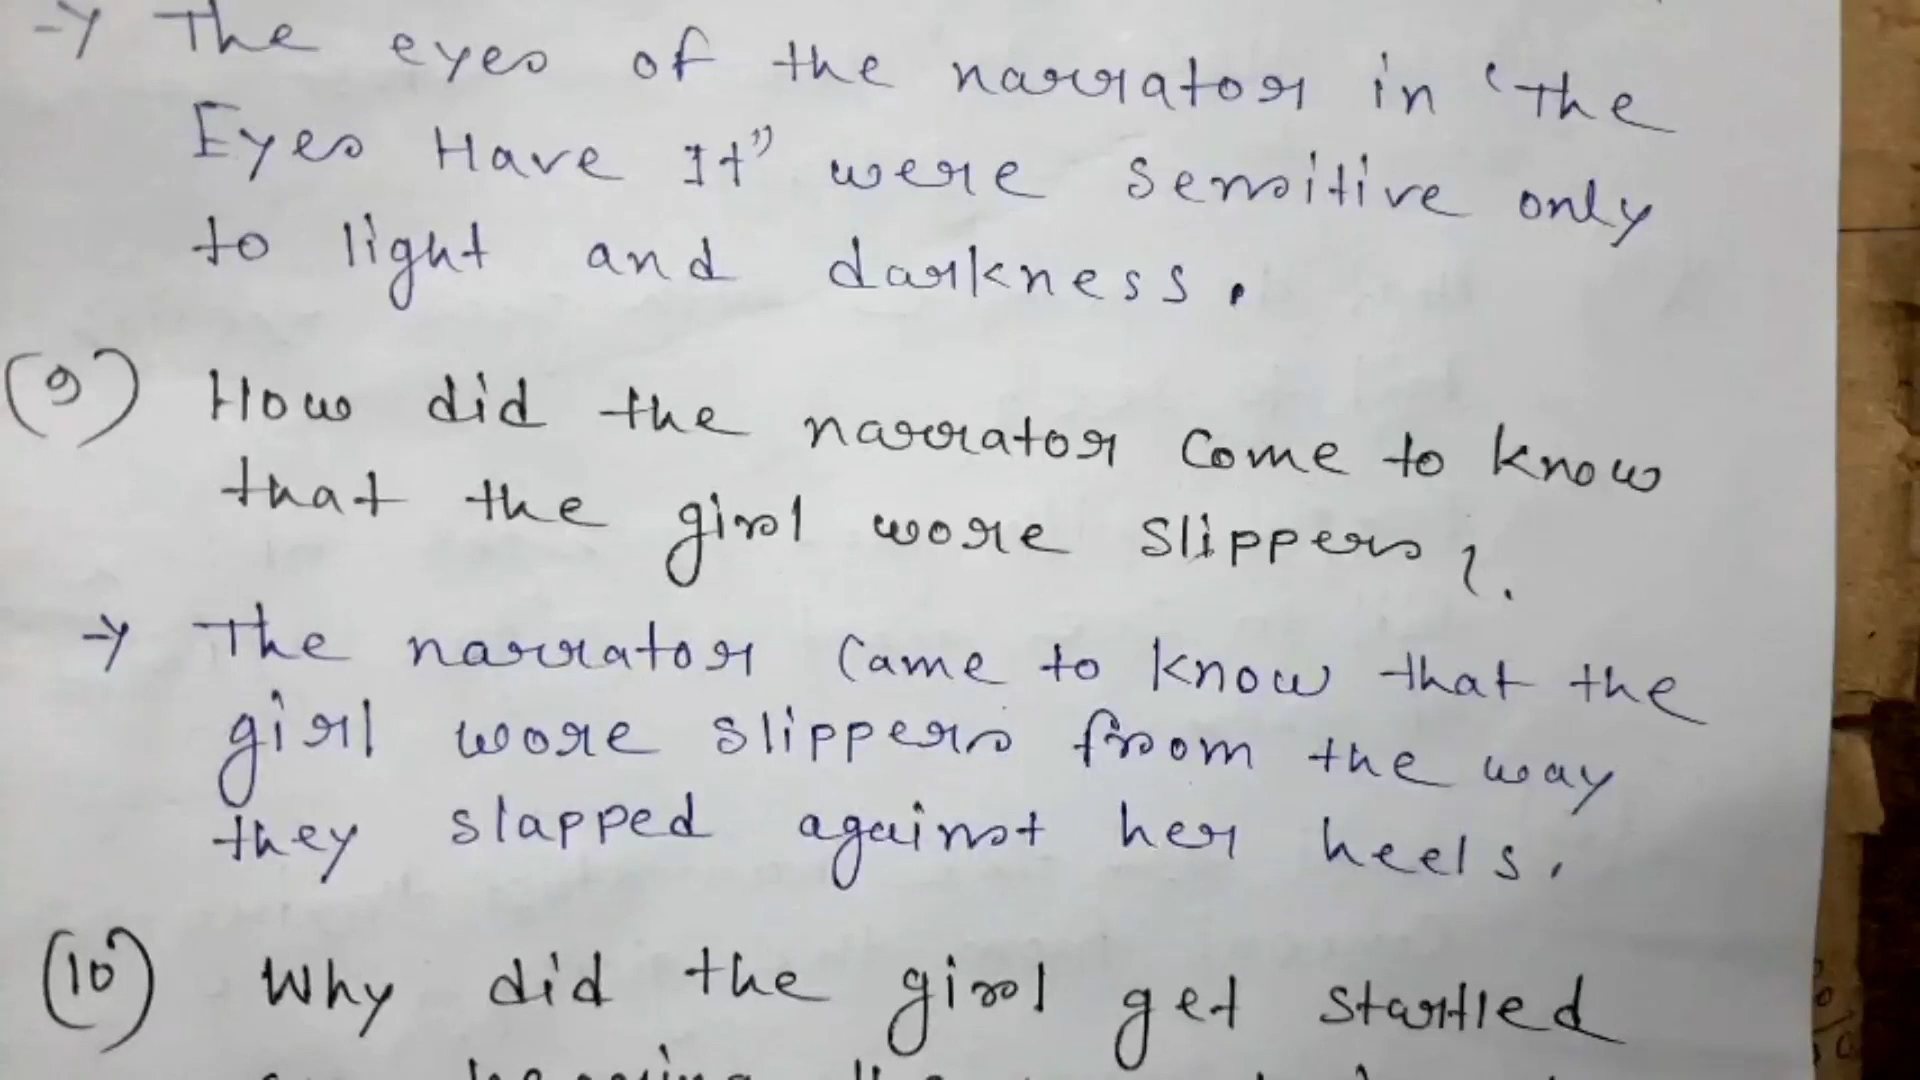 → The eyes of the narrator in ‘The
Eyes Have It” were sensitive only
to light and darkness.
(9) How did the narrator come to know
that the girl wore slippers?
→ The narrator came to know that the
girl wore slippers from the way
they slapped against her heels.
(10) Why did the girl get startled
hearing